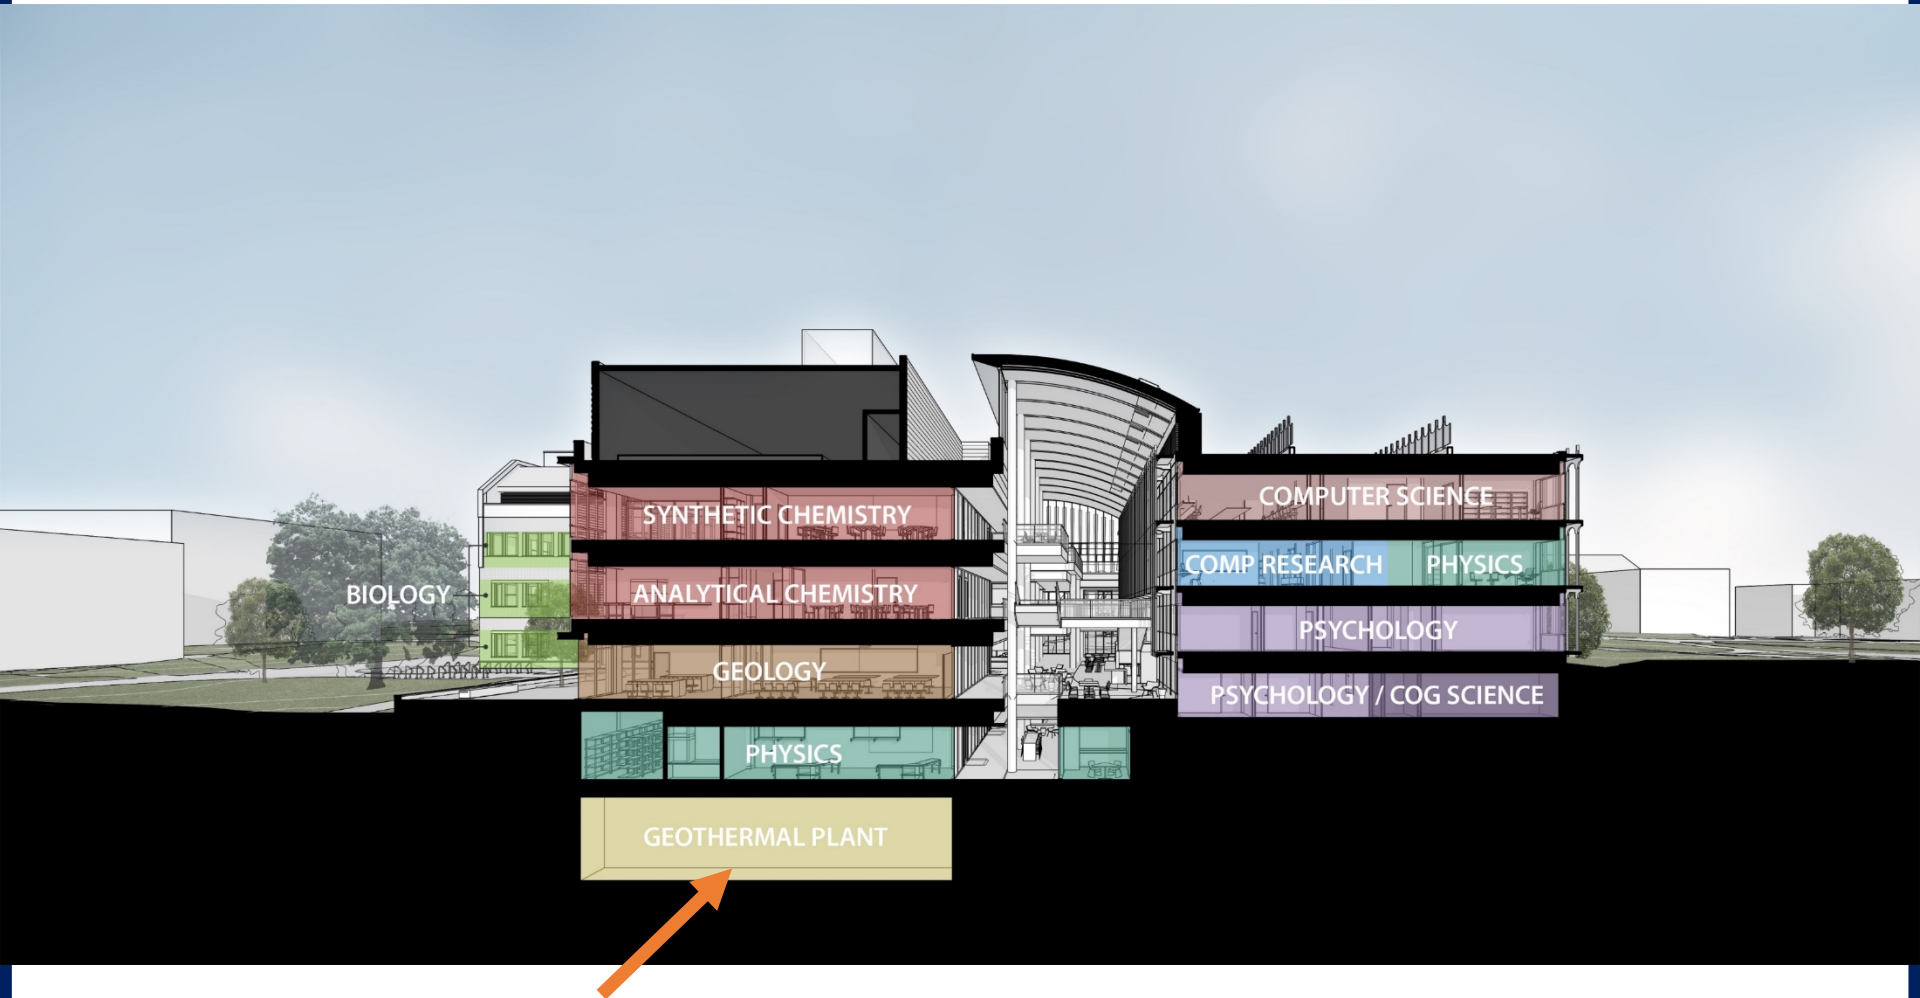 SYNTHETIC CHEMISTRY
COMPUTER SCIENCE
COMP RESEARCH
PHYSICS
BIOLOGY
ANALYTICAL CHEMISTRY
PSYCHOLOGY
GEOLOGY
PSYCHOLOGY / COG SCIENCE
PHYSICS
GEOTHERMAL PLANT